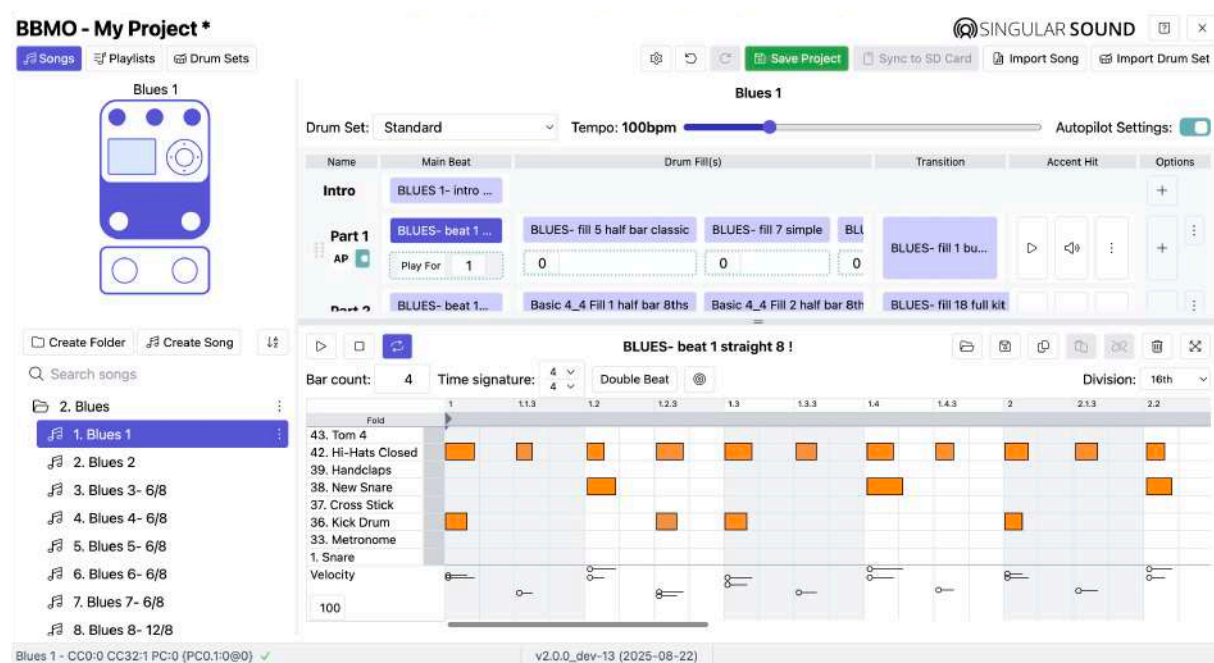 BBMO - My Project *
SINGULAR SOUND
Songs Playlists Drum Sets
Save Project Sync to SD Card Import Song Import Drum Set
Blues 1
Blues 1
Drum Set: Standard Tempo: 100bpm Autopilot Settings:
Name Main Beat Drum Fill(s) Transition Accent Hit Options
Intro BLUES 1- intro ...
Part 1 BLUES- beat 1 ... BLUES- fill 5 half bar classic BLUES- fill 7 simple BLU BLUES- fill 1 bu...
AP Play For 1 0 0 0
Part 2 BLUES- beat 1... Basic 4_4 Fill 1 half bar 8ths Basic 4_4 Fill 2 half bar 8th BLUES- fill 18 full kit
Create Folder Create Song
Search songs
2. Blues
1. Blues 1
2. Blues 2
3. Blues 3- 6/8
4. Blues 4- 6/8
5. Blues 5- 6/8
6. Blues 6- 6/8
7. Blues 7- 6/8
8. Blues 8- 12/8
BLUES- beat 1 straight 8 !
Bar count: 4 Time signature: 4 4 Double Beat Division: 16th
1 1.1.3 1.2 1.2.3 1.3 1.3.3 1.4 1.4.3 2 2.1.3 2.2
Fold
43. Tom 4
42. Hi-Hats Closed
39. Handclaps
38. New Snare
37. Cross Stick
36. Kick Drum
33. Metronome
1. Snare
Velocity
100
Blues 1 - CC0:0 CC32:1 PC:0 {PC0.1:0@0} ✓ v2.0.0_dev-13 (2025-08-22)